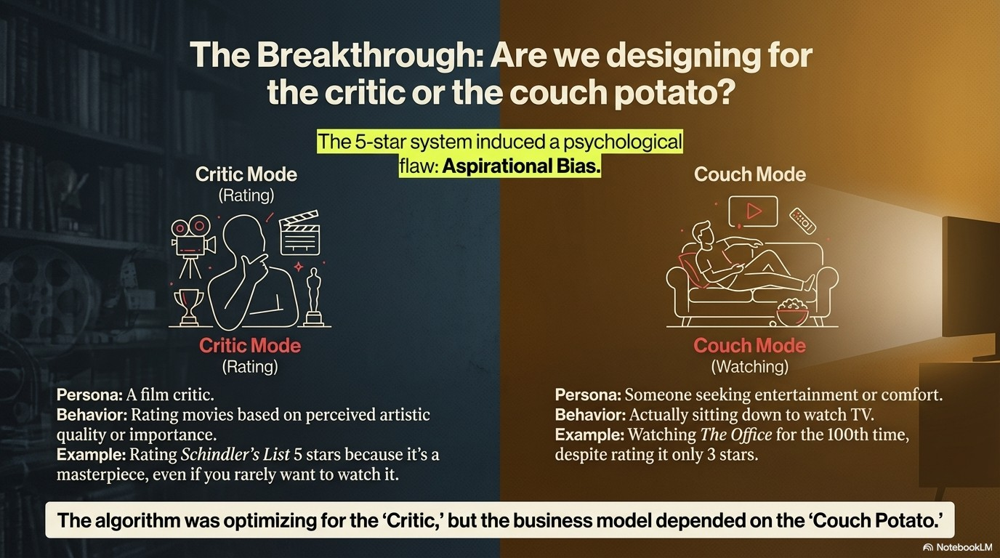 The Breakthrough: Are we designing for
the critic or the couch potato?
The 5-star system induced a psychological
flaw: Aspirational Bias.
Critic Mode
(Rating)
Critic Mode
(Rating)
Persona: A film critic.
Behavior: Rating movies based on perceived artistic
quality or importance.
Example: Rating Schindler's List 5 stars because it's a
masterpiece, even if you rarely want to watch it.
Couch Mode
Couch Mode
(Watching)
Persona: Someone seeking entertainment or comfort.
Behavior: Actually sitting down to watch TV.
Example: Watching The Office for the 100th time,
despite rating it only 3 stars.
The algorithm was optimizing for the ‘Critic,’ but the business model depended on the ‘Couch Potato.’
NotebookLM